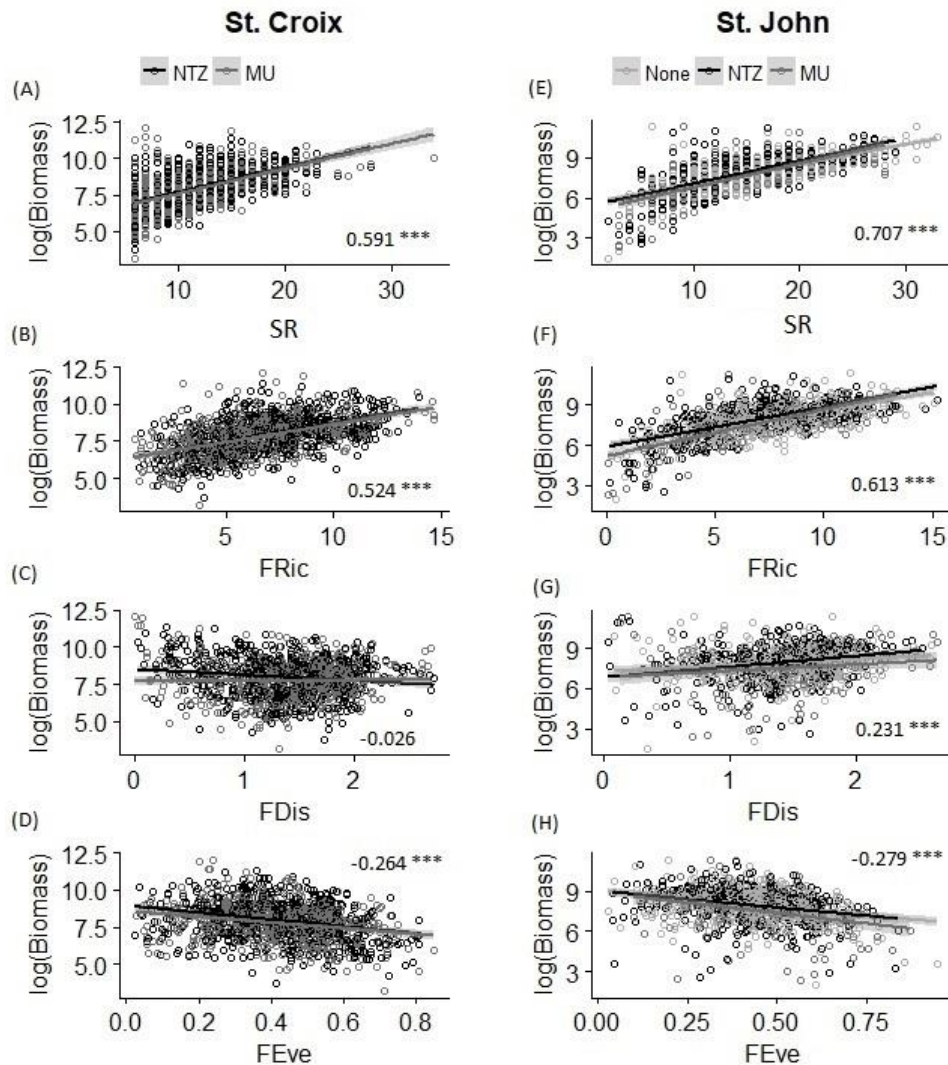 St. Croix
NTZ MU
(A)
log(Biomass)
12.5
10.0
7.5
5.0
0.591 ***
10 20 30
SR
(B)
log(Biomass)
12.5
10.0
7.5
5.0
0.524 ***
5 10 15
FRic
(C)
log(Biomass)
12.5
10.0
7.5
5.0
-0.026
0 1 2
FDis
(D)
log(Biomass)
12.5
10.0
7.5
5.0
-0.264 ***
0.0 0.2 0.4 0.6 0.8
FEve
St. John
None NTZ MU
(E)
log(Biomass)
9
6
3
0.707 ***
10 20 30
SR
(F)
log(Biomass)
9
6
3
0.613 ***
0 5 10 15
FRic
(G)
log(Biomass)
9
6
3
0.231 ***
0 1 2
FDis
(H)
log(Biomass)
9
6
3
-0.279 ***
0.00 0.25 0.50 0.75
FEve